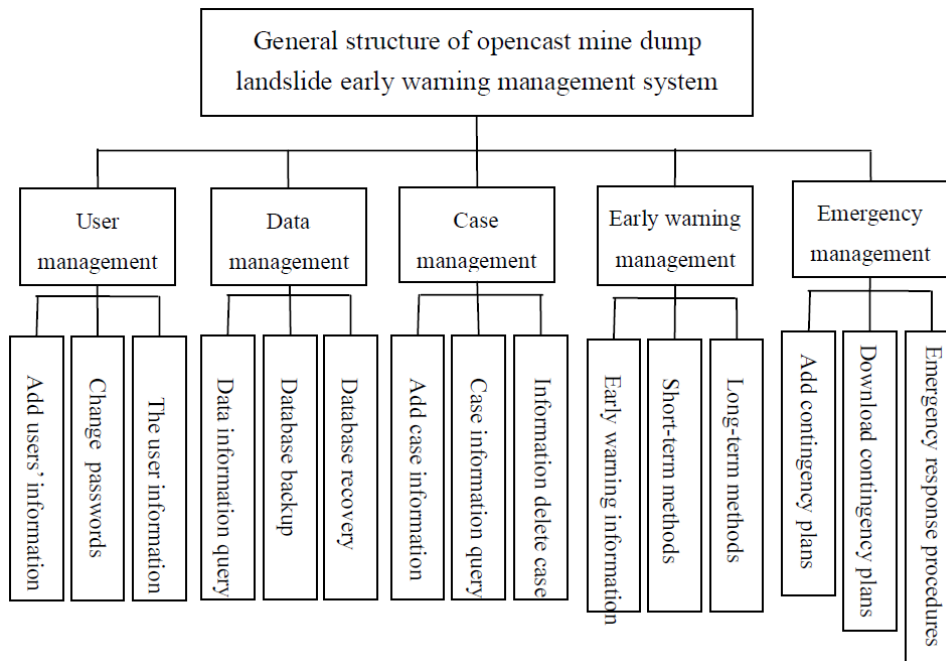 General structure of opencast mine dump
landslide early warning management system
User
management
Data
management
Case
management
Early warning
management
Emergency
management
Add users’ information
Change passwords
The user information
Data information query
Database backup
Database recovery
Add case information
Case information query
Information delete case
Early warning information
Short-term methods
Long-term methods
Add contingency plans
Download contingency plans
Emergency response procedures